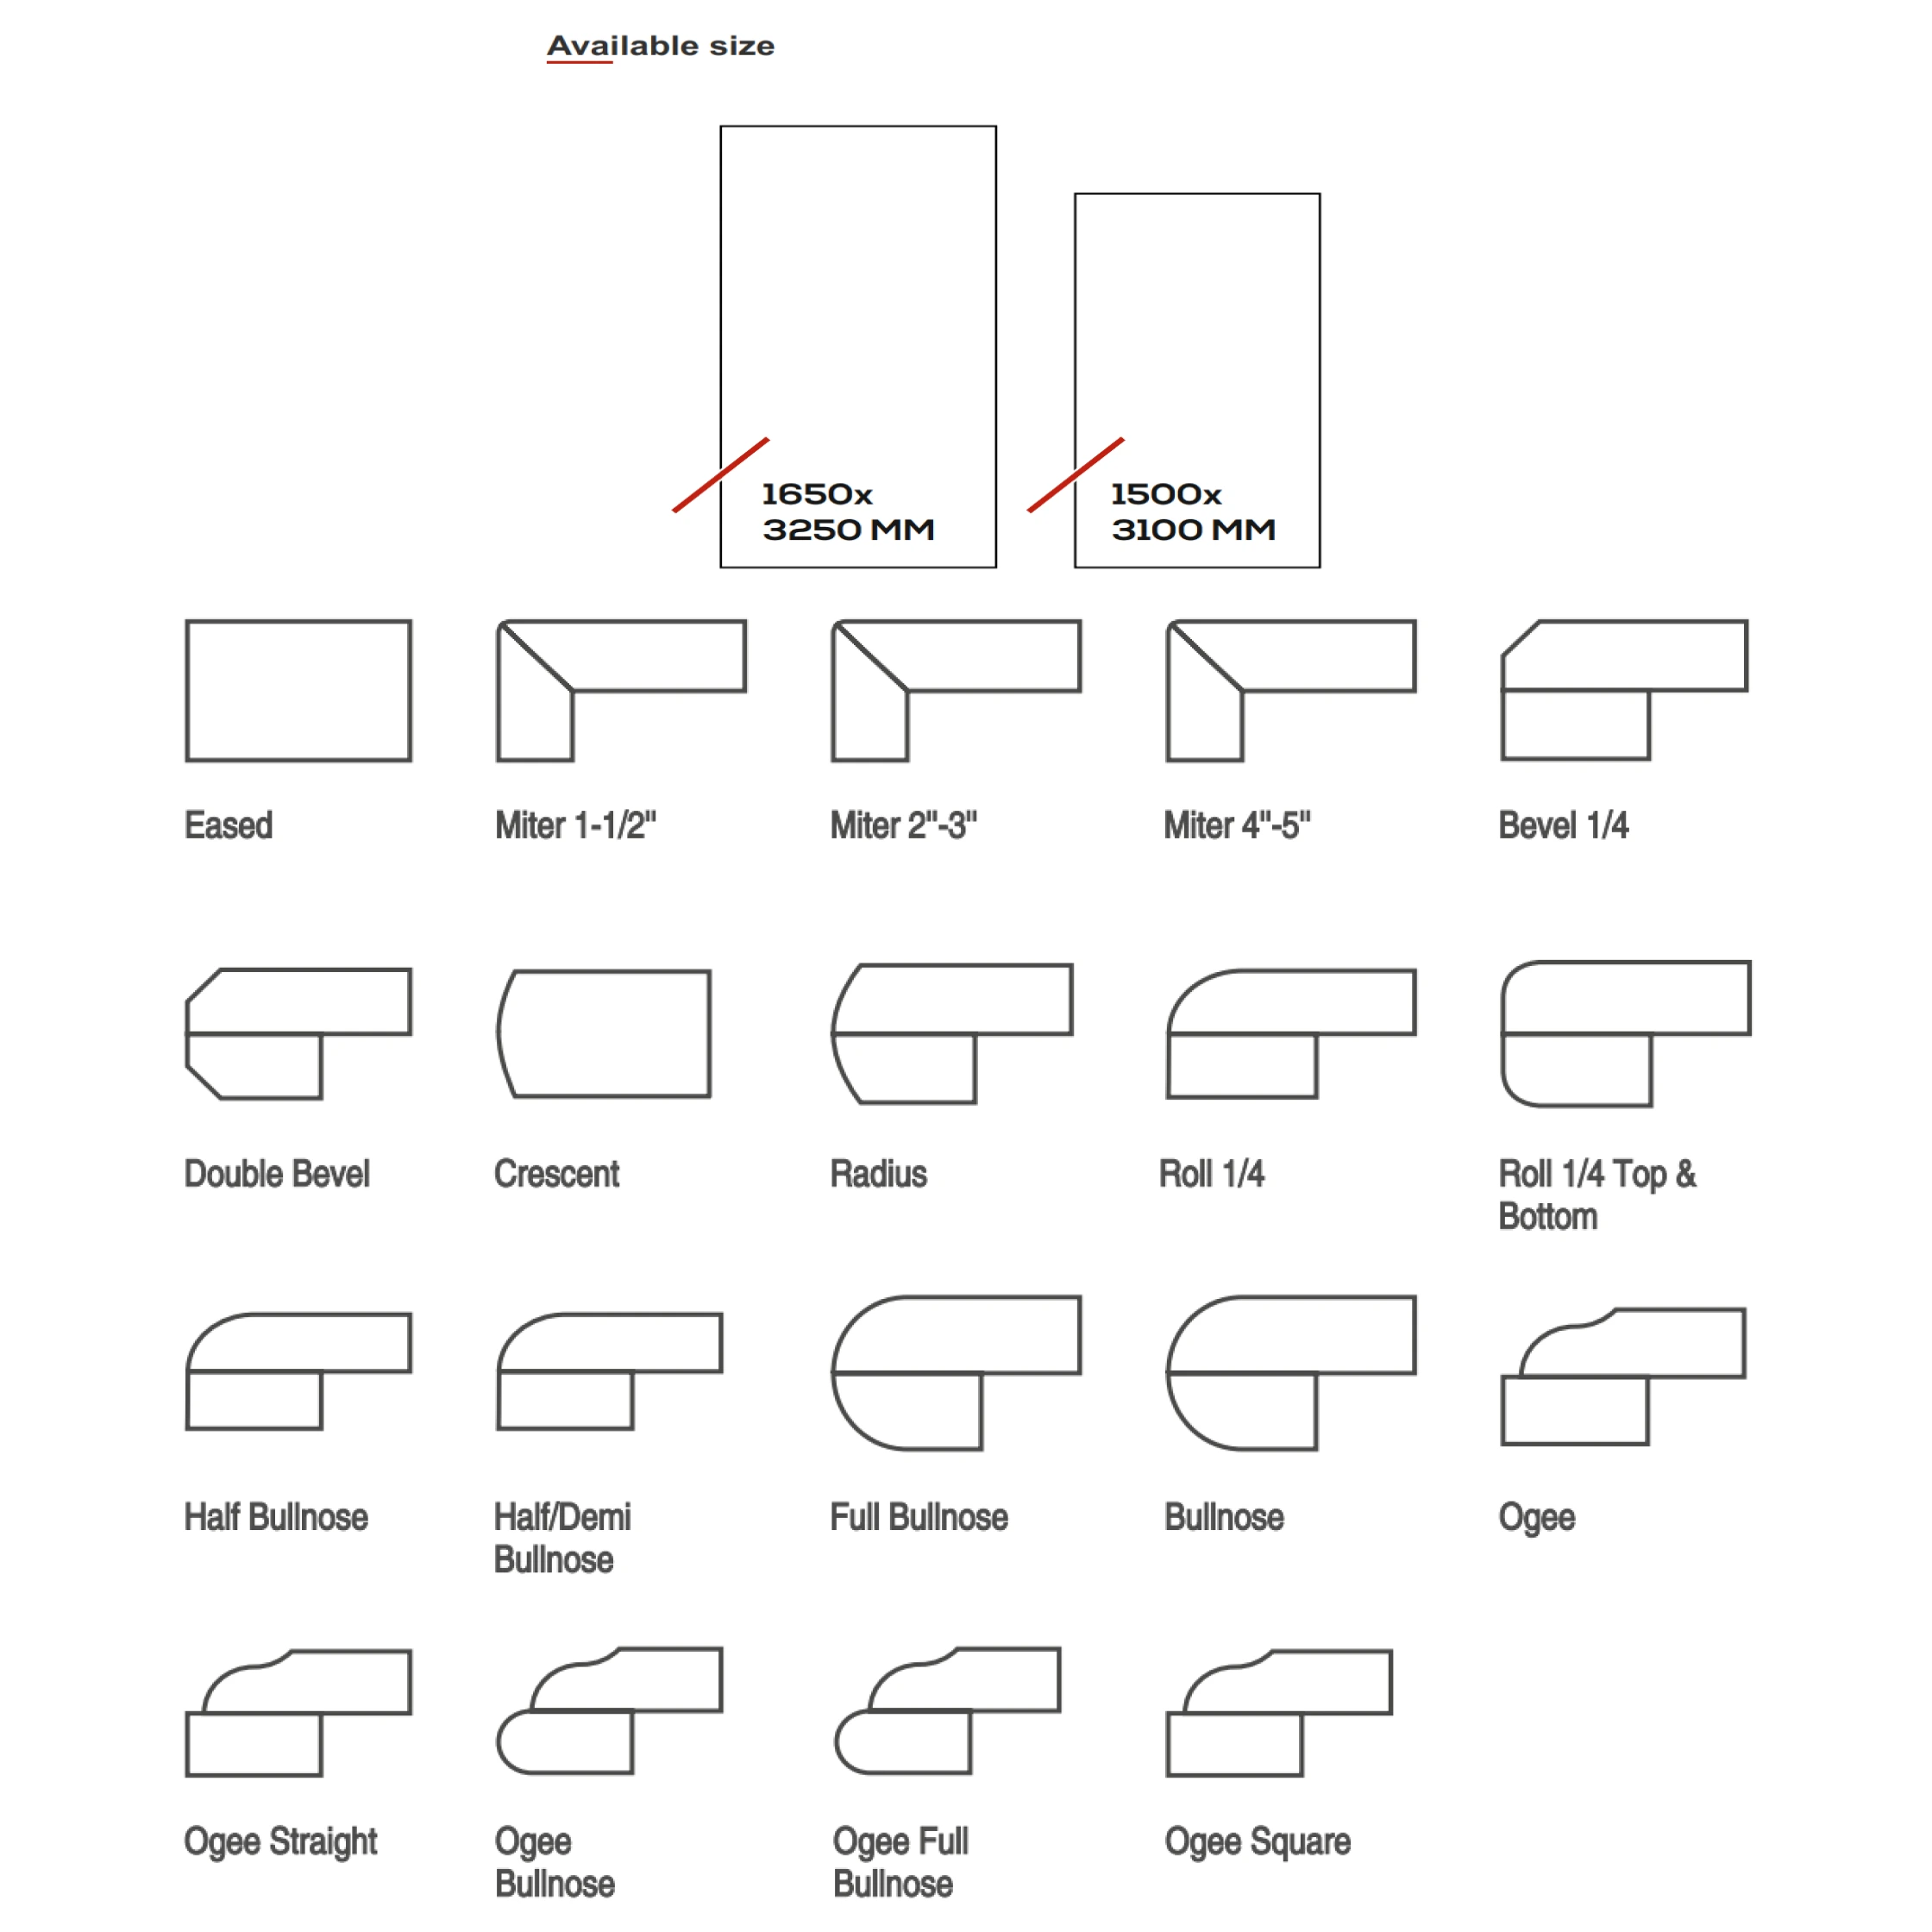 Available size
1650x
3250 MM
1500x
3100 MM
Eased
Miter 1-1/2"
Miter 2"-3"
Miter 4"-5"
Bevel 1/4
Double Bevel
Crescent
Radius
Roll 1/4
Roll 1/4 Top &
Bottom
Half Bullnose
Half/Demi
Bullnose
Full Bullnose
Bullnose
Ogee
Ogee Straight
Ogee
Bullnose
Ogee Full
Bullnose
Ogee Square